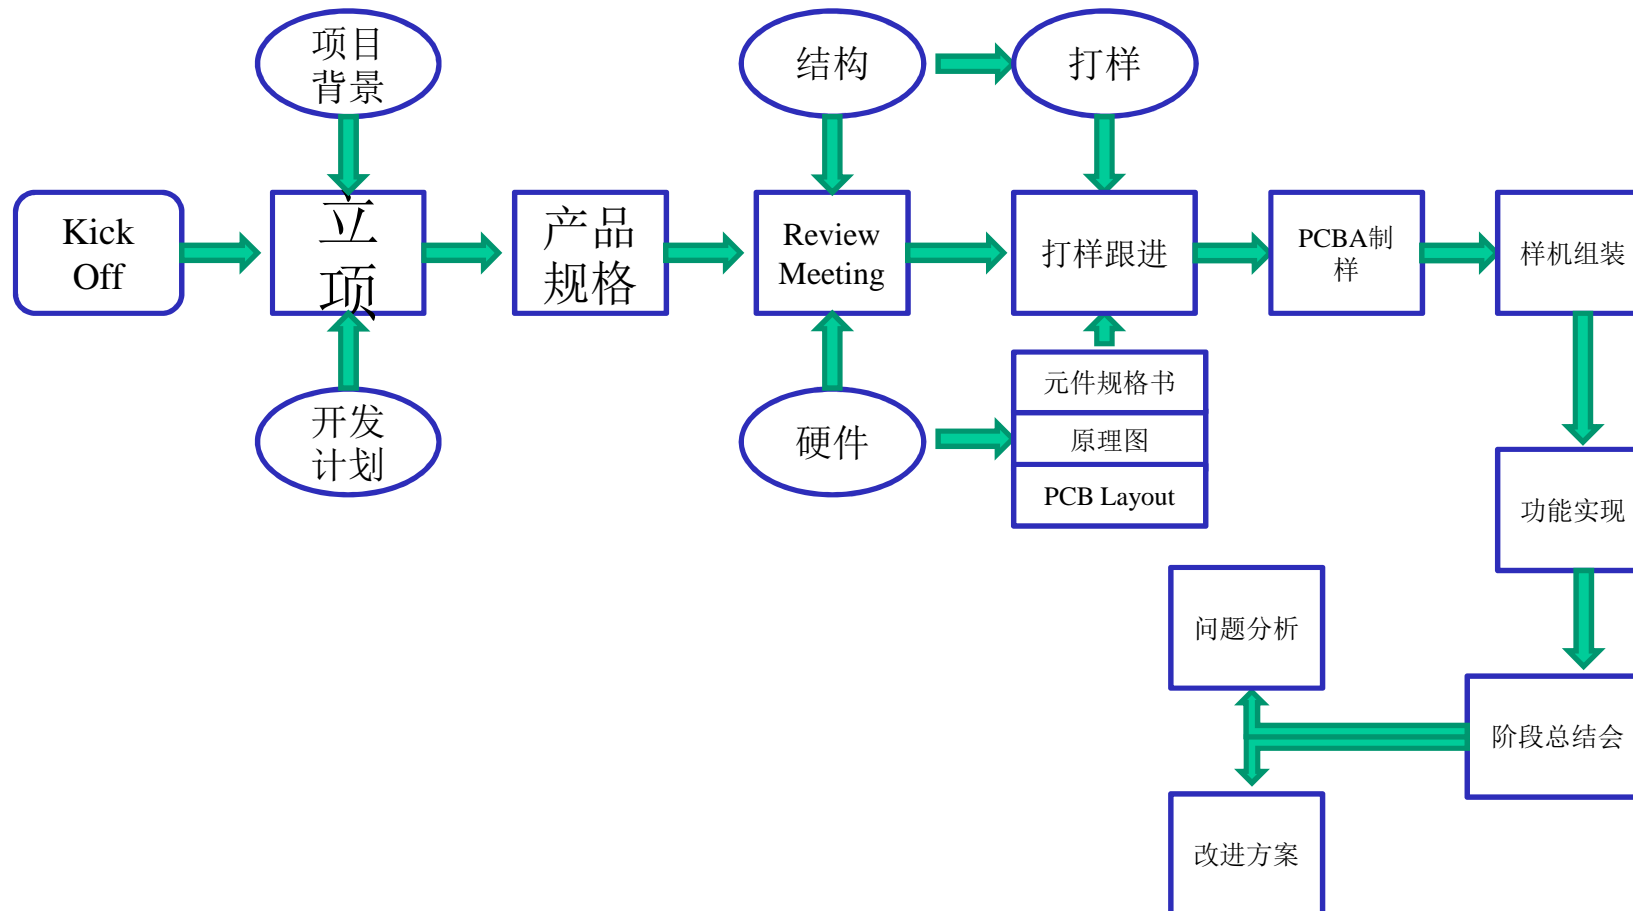 项目
背景
结构
打样
Kick
Off
立
项
产品
规格
Review
Meeting
打样跟进
PCBA制
样
样机组装
开发
计划
硬件
元件规格书
原理图
PCB Layout
功能实现
问题分析
阶段总结会
改进方案